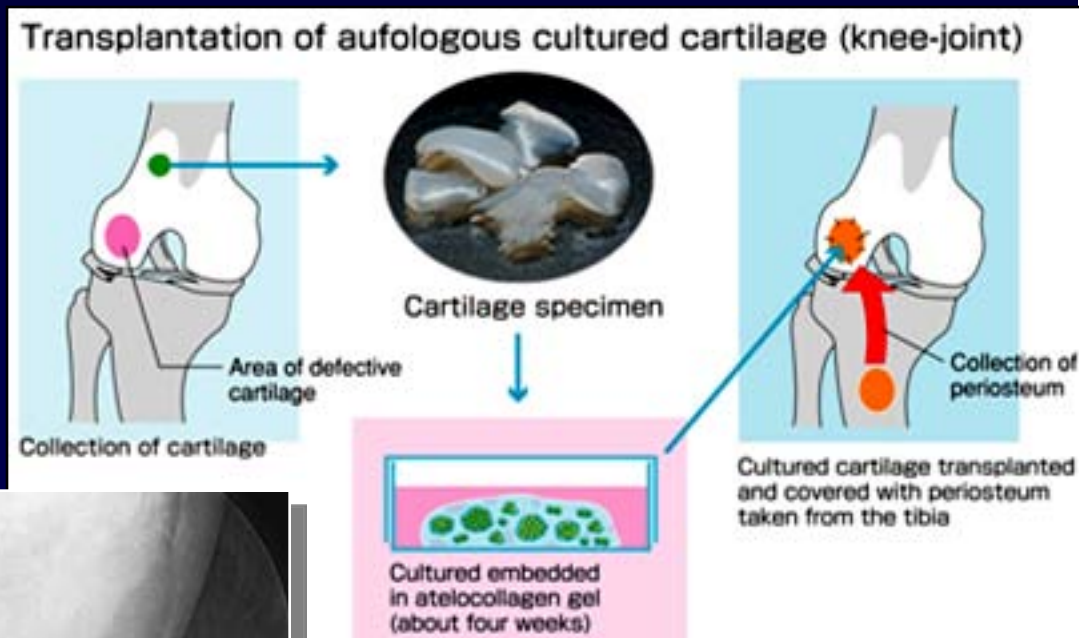 Transplantation of aufologous cultured cartilage (knee-joint)
Cartilage specimen
Area of defective
cartilage
Collection of cartilage
Collection of
periosteum
Cultured embedded
in atelocollagen gel
(about four weeks)
Cultured cartilage transplanted
and covered with periosteum
taken from the tibia